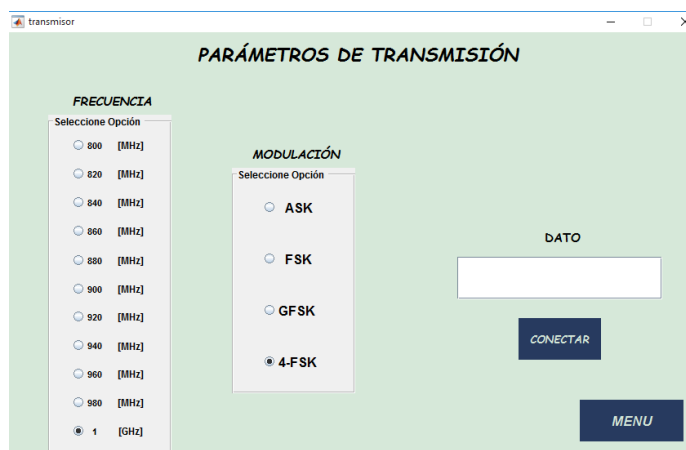 transmisor
PARÁMETROS DE TRANSMISIÓN
FRECUENCIA
Seleccione Opción
800 [MHz]
820 [MHz]
840 [MHz]
860 [MHz]
880 [MHz]
900 [MHz]
920 [MHz]
940 [MHz]
960 [MHz]
980 [MHz]
1 [GHz]
MODULACIÓN
Seleccione Opción
ASK
FSK
GFSK
4-FSK
DATO
CONECTAR
MENU